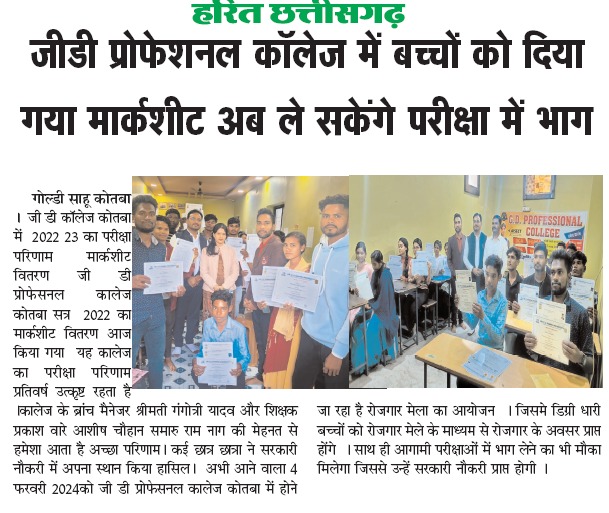 हरित छत्तीसगढ़
जीडी प्रोफेशनल कॉलेज में बच्चों को दिया
गया मार्कशीट अब ले सकेंगे परीक्षा में भाग
गोल्डी साहू कोतबा
। जी डी कॉलेज कोतबा
में 2022 23 का परीक्षा
परिणाम मार्कशीट
वितरण जी डी
प्रोफेसनल कालेज
कोतबा सत्र 2022 का
मार्कशीट वितरण आज
किया गया यह कालेज
का परीक्षा परिणाम
प्रतिवर्ष उत्कृष्ट रहता है
।कालेज के ब्रांच मैनेजर श्रीमती गंगोत्री यादव और शिक्षक
प्रकाश वारे आशीष चौहान समारु राम नाग की मेहनत से
हमेशा आता है अच्छा परिणाम। कई छात्र छात्रा ने सरकारी
नौकरी में अपना स्थान किया हासिल। अभी आने वाला 4
फरवरी 2024को जी डी प्रोफेसनल कालेज कोतबा में होने
जा रहा है रोजगार मेला का आयोजन । जिसमे डिग्री धारी
बच्चों को रोजगार मेले के माध्यम से रोजगार के अवसर प्राप्त
होंगे । साथ ही आगामी परीक्षाओं में भाग लेने का भी मौका
मिलेगा जिससे उन्हें सरकारी नौकरी प्राप्त होगी ।
G.D. PROFESSIONAL
COLLEGE